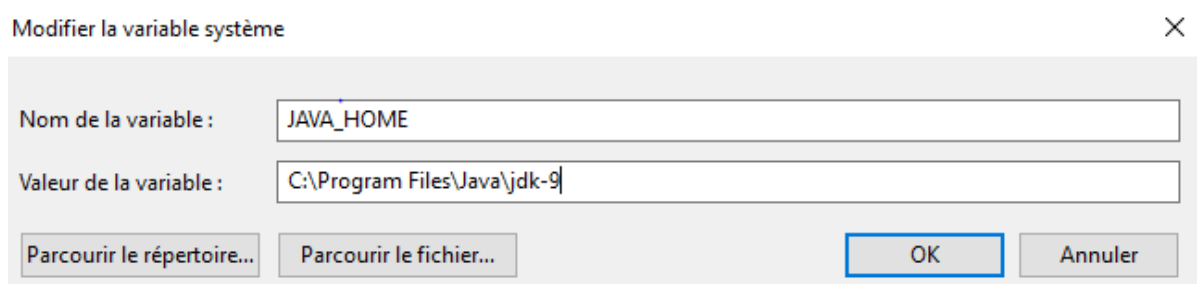 Modifier la variable système
Nom de la variable : JAVA_HOME
Valeur de la variable : C:\Program Files\Java\jdk-9
Parcourir le répertoire... Parcourir le fichier... OK Annuler